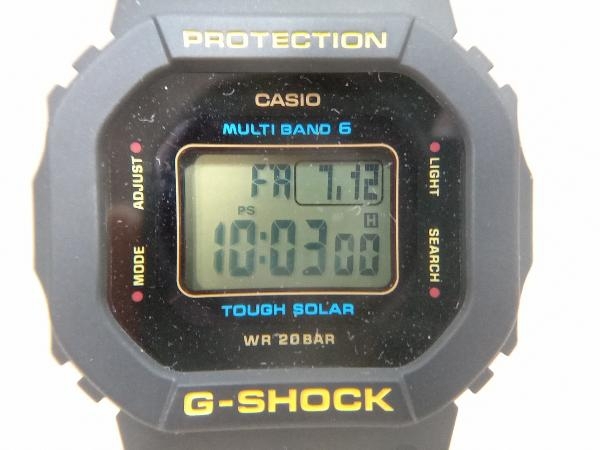 PROTECTION
CASIO
MULTI BAND 6
ADJUST
LIGHT
FR 7.12
PS H
10:03 00
MODE
SEARCH
TOUGH SOLAR
WR 20BAR
G-SHOCK